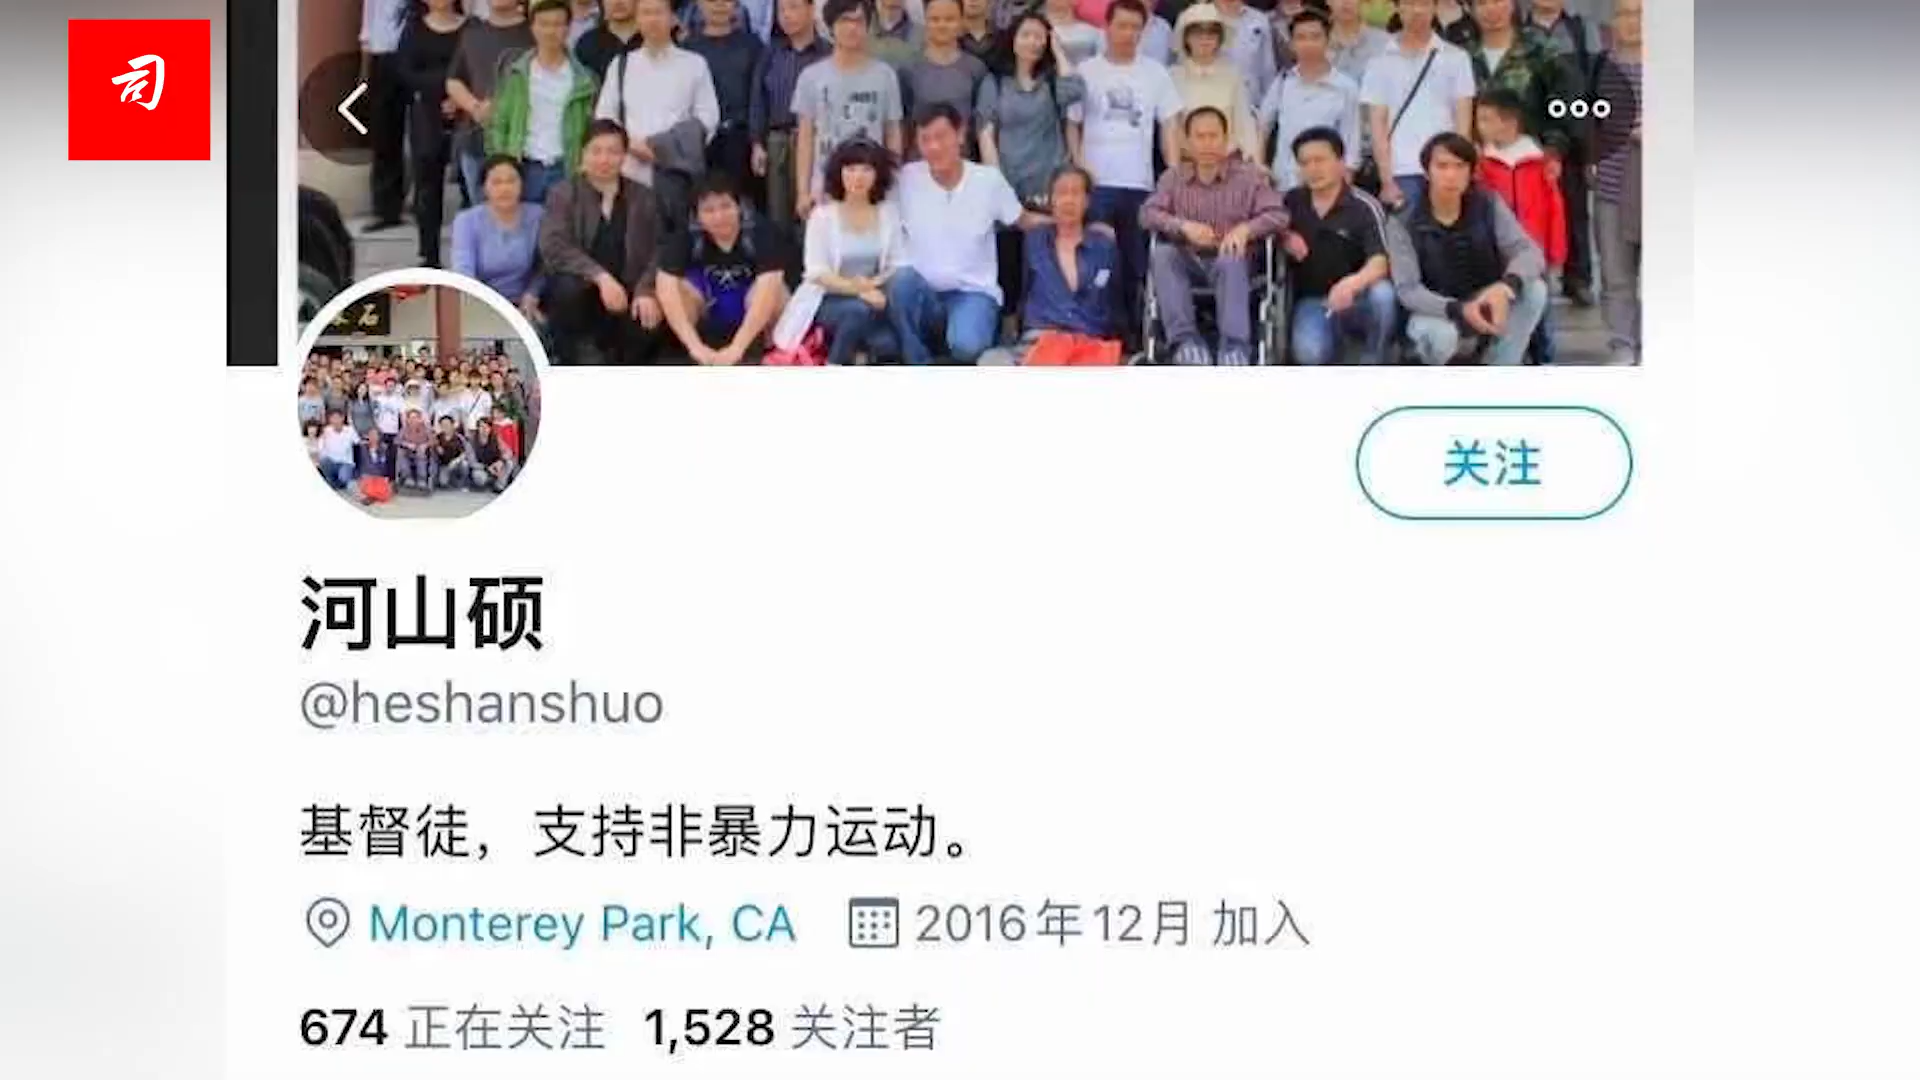 司
关注
河山硕
@heshanshuo
基督徒，支持非暴力运动。
Monterey Park, CA 2016年12月 加入
674 正在关注 1,528 关注者